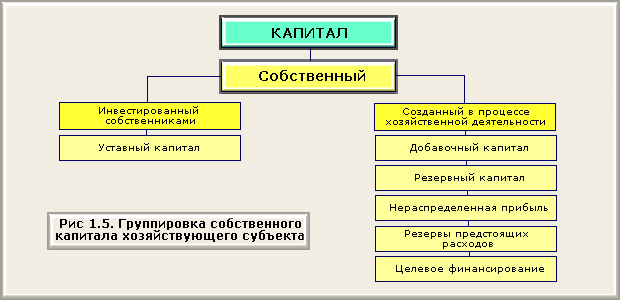 КАПИТАЛ
Собственный
Инвестированный
собственниками
Уставный капитал
Созданный в процессе
хозяйственной деятельности
Добавочный капитал
Резервный капитал
Нераспределенная прибыль
Резервы предстоящих
расходов
Целевое финансирование
Рис 1.5. Группировка собственного
капитала хозяйствующего субъекта